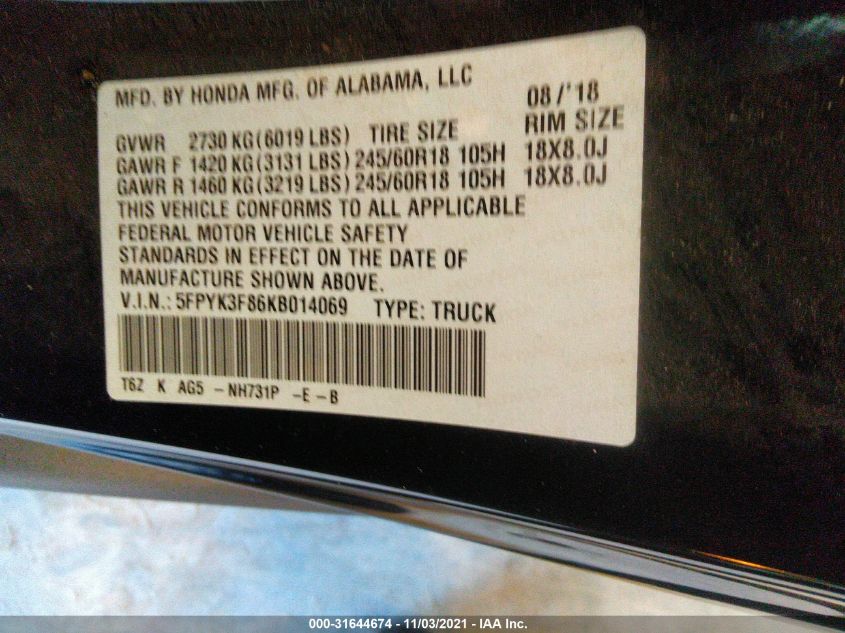 MFD. BY HONDA MFG. OF ALABAMA, LLC 08/'18
GVWR 2730 KG(6019 LBS) TIRE SIZE RIM SIZE
GAWR F 1420 KG(3131 LBS) 245/60R18 105H 18X8.0J
GAWR R 1460 KG(3219 LBS) 245/60R18 105H 18X8.0J
THIS VEHICLE CONFORMS TO ALL APPLICABLE
FEDERAL MOTOR VEHICLE SAFETY
STANDARDS IN EFFECT ON THE DATE OF
MANUFACTURE SHOWN ABOVE.
V.I.N.: 5FPYK3F86KB014069 TYPE: TRUCK
T6Z K AG5 -NH731P -E -B
000-31644674 - 11/03/2021 - IAA Inc.